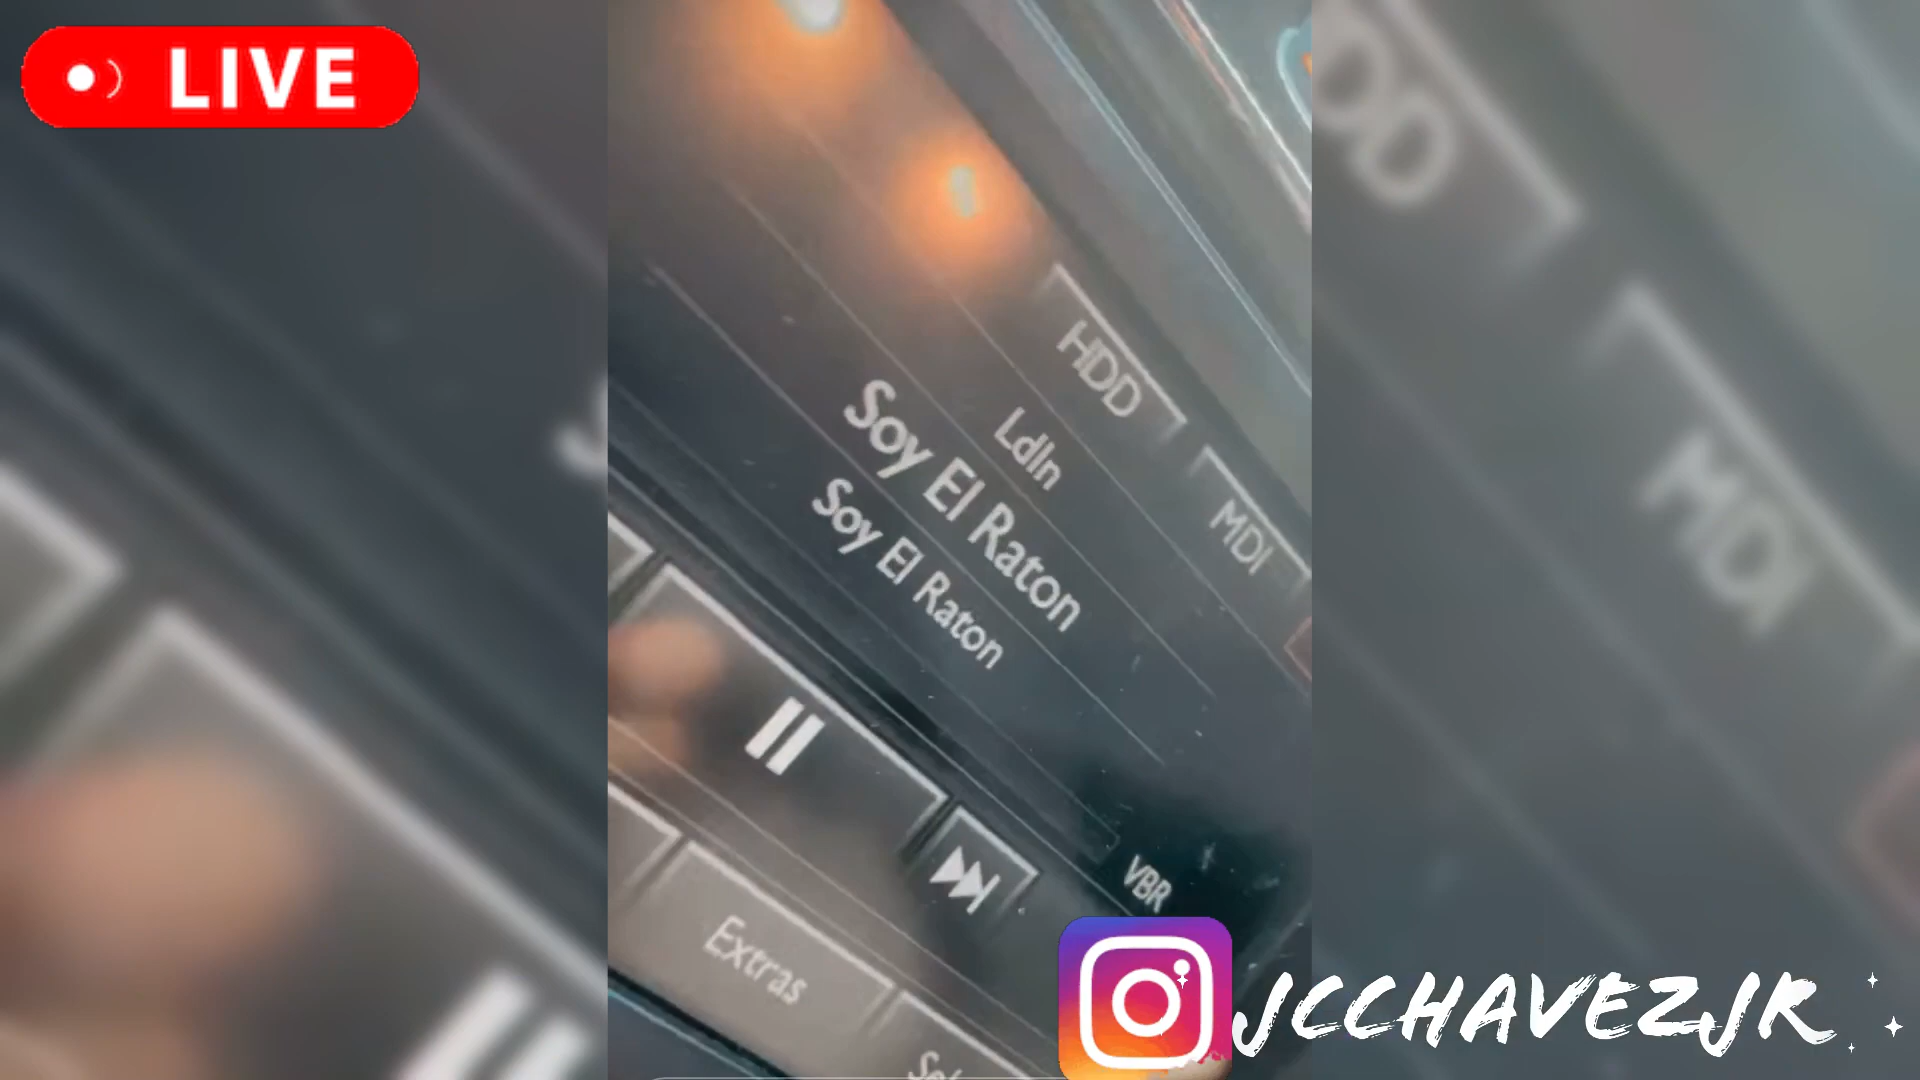 LIVE
HDD
MDI
Ldln
Soy El Raton
Soy El Raton
VBR
Extras
JCCHAVEZJR